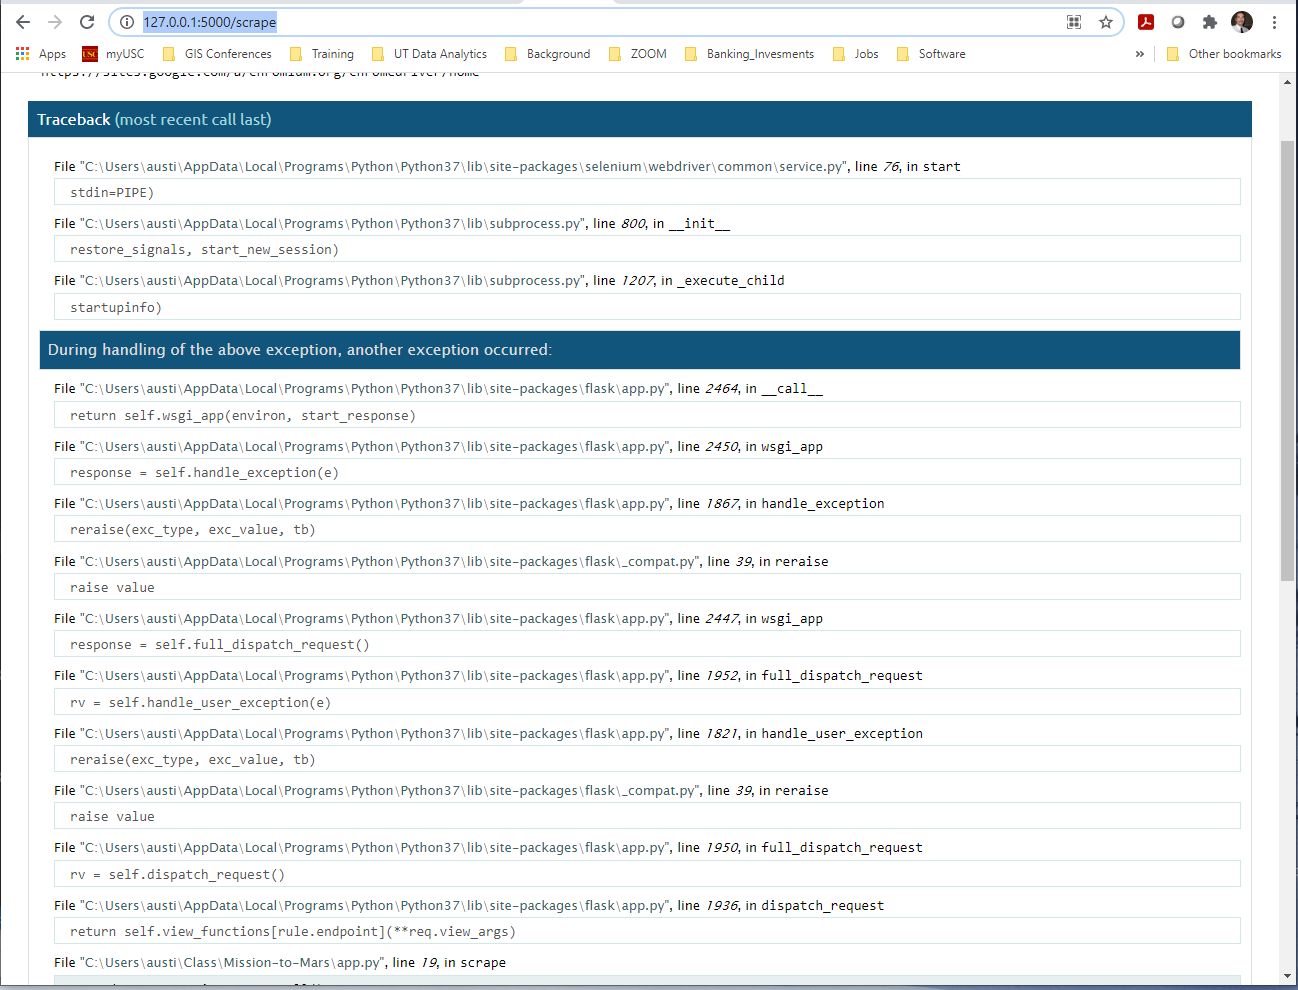 127.0.0.1:5000/scrape
Apps
USC
myUSC
GIS Conferences
Training
UT Data Analytics
Background
ZOOM
Banking_Invesments
Jobs
Software
»
Other bookmarks
https://sites.google.com/a/chromium.org/chromedriver/home
Traceback (most recent call last)
File "C:\Users\austi\AppData\Local\Programs\Python\Python37\lib\site-packages\selenium\webdriver\common\service.py", line 76, in start
stdin=PIPE)
File "C:\Users\austi\AppData\Local\Programs\Python\Python37\lib\subprocess.py", line 800, in __init__
restore_signals, start_new_session)
File "C:\Users\austi\AppData\Local\Programs\Python\Python37\lib\subprocess.py", line 1207, in _execute_child
startupinfo)
During handling of the above exception, another exception occurred:
File "C:\Users\austi\AppData\Local\Programs\Python\Python37\lib\site-packages\flask\app.py", line 2464, in __call__
return self.wsgi_app(environ, start_response)
File "C:\Users\austi\AppData\Local\Programs\Python\Python37\lib\site-packages\flask\app.py", line 2450, in wsgi_app
response = self.handle_exception(e)
File "C:\Users\austi\AppData\Local\Programs\Python\Python37\lib\site-packages\flask\app.py", line 1867, in handle_exception
reraise(exc_type, exc_value, tb)
File "C:\Users\austi\AppData\Local\Programs\Python\Python37\lib\site-packages\flask\_compat.py", line 39, in reraise
raise value
File "C:\Users\austi\AppData\Local\Programs\Python\Python37\lib\site-packages\flask\app.py", line 2447, in wsgi_app
response = self.full_dispatch_request()
File "C:\Users\austi\AppData\Local\Programs\Python\Python37\lib\site-packages\flask\app.py", line 1952, in full_dispatch_request
rv = self.handle_user_exception(e)
File "C:\Users\austi\AppData\Local\Programs\Python\Python37\lib\site-packages\flask\app.py", line 1821, in handle_user_exception
reraise(exc_type, exc_value, tb)
File "C:\Users\austi\AppData\Local\Programs\Python\Python37\lib\site-packages\flask\_compat.py", line 39, in reraise
raise value
File "C:\Users\austi\AppData\Local\Programs\Python\Python37\lib\site-packages\flask\app.py", line 1950, in full_dispatch_request
rv = self.dispatch_request()
File "C:\Users\austi\AppData\Local\Programs\Python\Python37\lib\site-packages\flask\app.py", line 1936, in dispatch_request
return self.view_functions[rule.endpoint](**req.view_args)
File "C:\Users\austi\Class\Mission-to-Mars\app.py", line 19, in scrape